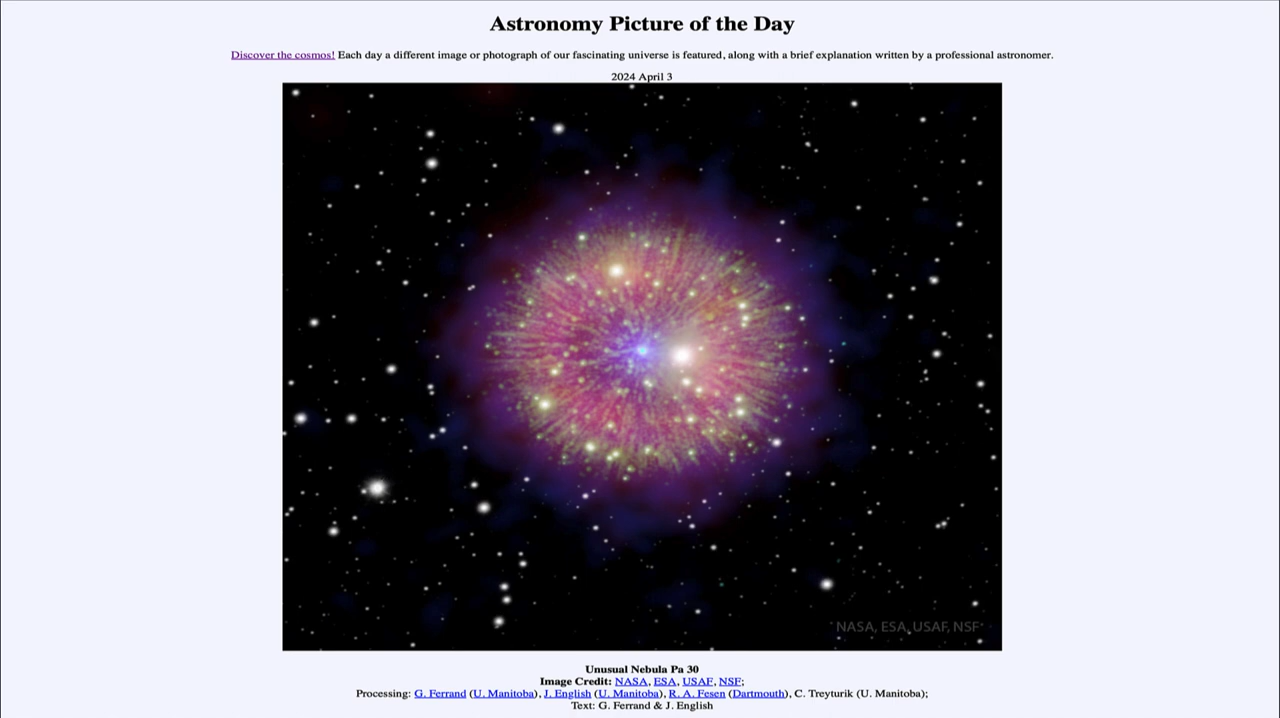 Astronomy Picture of the Day
Discover the cosmos! Each day a different image or photograph of our fascinating universe is featured, along with a brief explanation written by a professional astronomer.
2024 April 3
NASA, ESA, USAF, NSF
Unusual Nebula Pa 30
Image Credit: NASA, ESA, USAF, NSF;
Processing: G. Ferrand (U. Manitoba), J. English (U. Manitoba), R. A. Fesen (Dartmouth), C. Treyturik (U. Manitoba);
Text: G. Ferrand & J. English